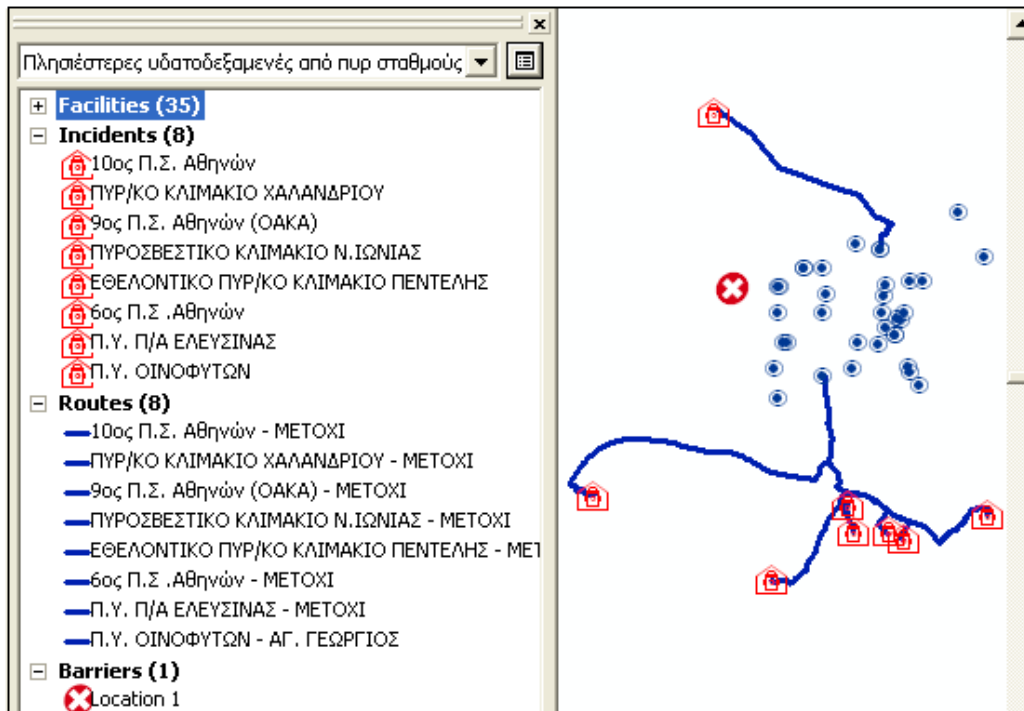 Πλησιέστερες υδατοδεξαμενές από πυρ σταθμούς
Facilities (35)
Incidents (8)
10ος Π.Σ. Αθηνών
ΠΥΡ/ΚΟ ΚΛΙΜΑΚΙΟ ΧΑΛΑΝΔΡΙΟΥ
9ος Π.Σ. Αθηνών (ΟΑΚΑ)
ΠΥΡΟΣΒΕΣΤΙΚΟ ΚΛΙΜΑΚΙΟ Ν.ΙΩΝΙΑΣ
ΕΘΕΛΟΝΤΙΚΟ ΠΥΡ/ΚΟ ΚΛΙΜΑΚΙΟ ΠΕΝΤΕΛΗΣ
6ος Π.Σ .Αθηνών
Π.Υ. Π/Α ΕΛΕΥΣΙΝΑΣ
Π.Υ. ΟΙΝΟΦΥΤΩΝ
Routes (8)
10ος Π.Σ. Αθηνών - ΜΕΤΟΧΙ
ΠΥΡ/ΚΟ ΚΛΙΜΑΚΙΟ ΧΑΛΑΝΔΡΙΟΥ - ΜΕΤΟΧΙ
9ος Π.Σ. Αθηνών (ΟΑΚΑ) - ΜΕΤΟΧΙ
ΠΥΡΟΣΒΕΣΤΙΚΟ ΚΛΙΜΑΚΙΟ Ν.ΙΩΝΙΑΣ - ΜΕΤΟΧΙ
ΕΘΕΛΟΝΤΙΚΟ ΠΥΡ/ΚΟ ΚΛΙΜΑΚΙΟ ΠΕΝΤΕΛΗΣ - ΜΕΤ
6ος Π.Σ .Αθηνών - ΜΕΤΟΧΙ
Π.Υ. Π/Α ΕΛΕΥΣΙΝΑΣ - ΜΕΤΟΧΙ
Π.Υ. ΟΙΝΟΦΥΤΩΝ - ΑΓ. ΓΕΩΡΓΙΟΣ
Barriers (1)
Location 1